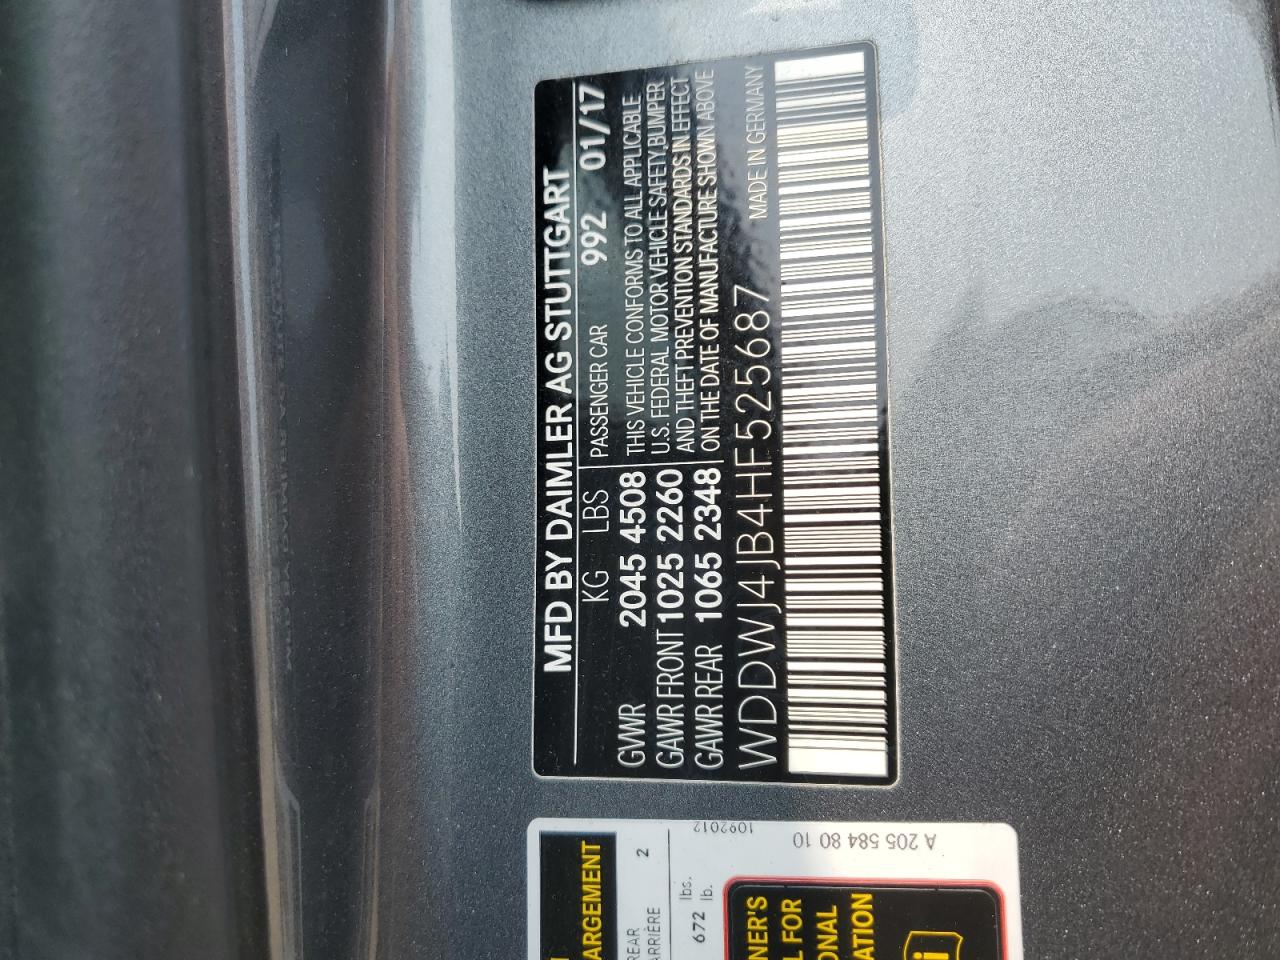 MFD BY DAIMLER AG STUTTGART
KG LBS PASSENGER CAR 992 01/17
GVWR 2045 4508 THIS VEHICLE CONFORMS TO ALL APPLICABLE
U.S. FEDERAL MOTOR VEHICLE SAFETY,BUMPER
GAWR FRONT 1025 2260 AND THEFT PREVENTION STANDARDS IN EFFECT
GAWR REAR 1065 2348 ON THE DATE OF MANUFACTURE SHOWN ABOVE
WDDWJ4JB4HF525687 MADE IN GERMANY
ARGEMENT
REAR 2
ARRIÈRE
672 lbs.
lb.
1092012
A 205 584 80 10
NER'S
L FOR
ONAL
ATION
i